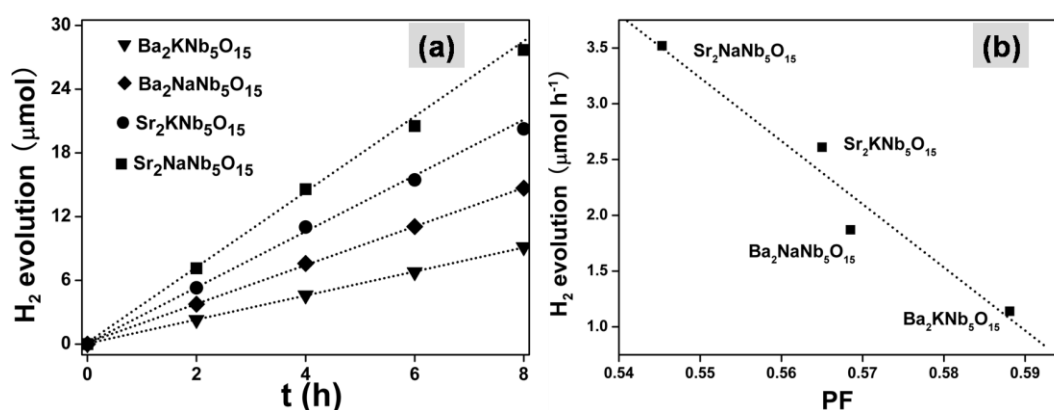 (a)
▼ Ba₂KNb₅O₁₅
◆ Ba₂NaNb₅O₁₅
● Sr₂KNb₅O₁₅
■ Sr₂NaNb₅O₁₅
H₂ evolution (μmol)
30
24
18
12
6
0
0 2 4 6 8
t (h)
(b)
Sr₂NaNb₅O₁₅
Sr₂KNb₅O₁₅
Ba₂NaNb₅O₁₅
Ba₂KNb₅O₁₅
H₂ evolution (μmol h⁻¹)
3.5
3.0
2.5
2.0
1.5
1.0
0.54 0.55 0.56 0.57 0.58 0.59
PF